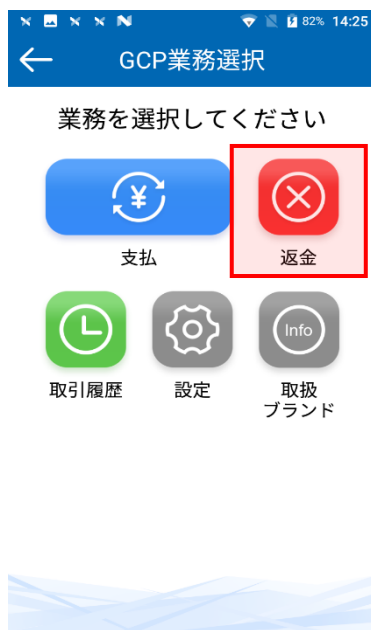 82% 14:25
GCP業務選択
業務を選択してください
¥
支払
返金
Info
取引履歴
設定
取扱
ブランド